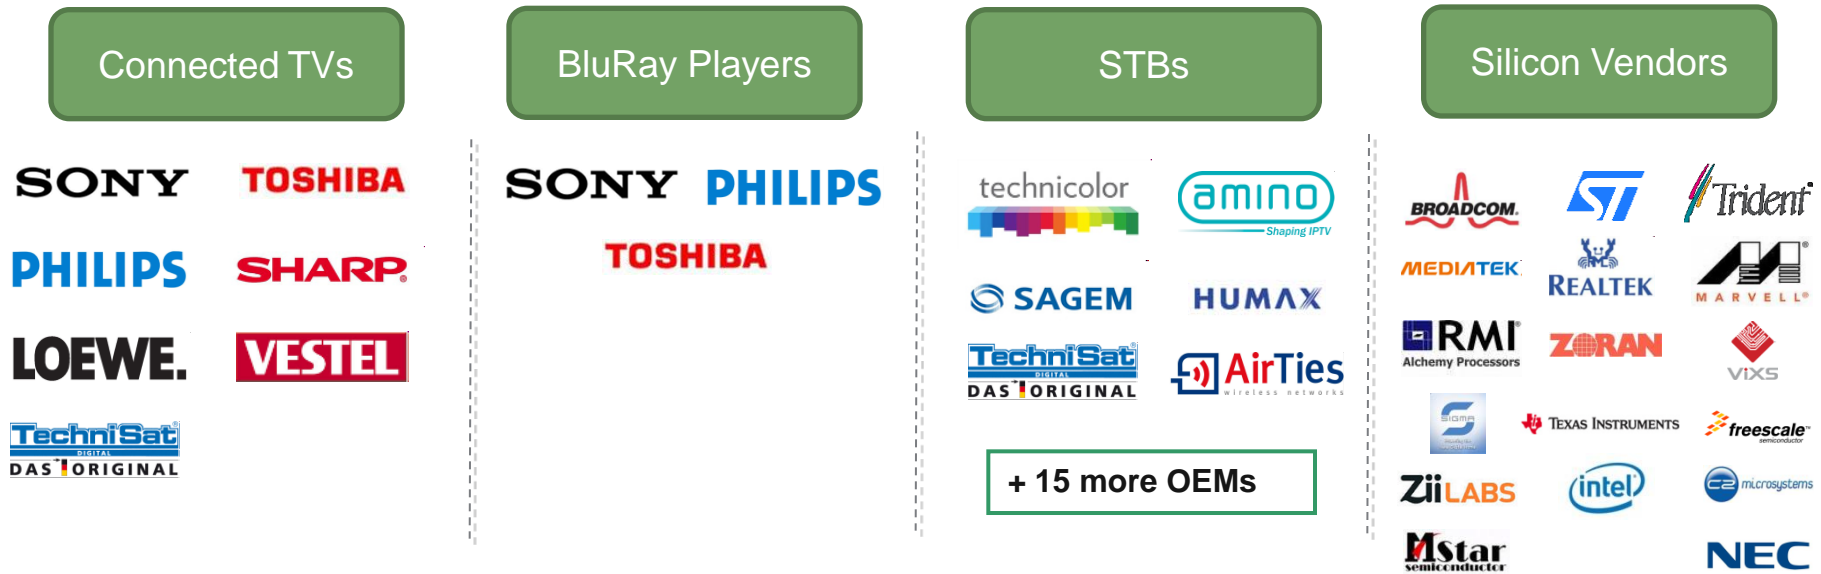 Connected TVs
BluRay Players
STBs
Silicon Vendors
SONY
TOSHIBA
PHILIPS
SHARP®
LOEWE.
VESTEL
TechniSat®
DIGITAL
DAS ORIGINAL
SONY
PHILIPS
TOSHIBA
technicolor
amino
Shaping IPTV
SAGEM
HUMAX
TechniSat®
DIGITAL
DAS ORIGINAL
AirTies
wireless networks
+ 15 more OEMs
BROADCOM.
ST
Trident
MEDIATEK
REALTEK
MARVELL®
RMI®
Alchemy Processors
ZORAN
ViXS
SIGMA
TEXAS INSTRUMENTS
freescale™
semiconductor
ZiiLABS
intel
C2 microsystems
MStar
semiconductor
NEC